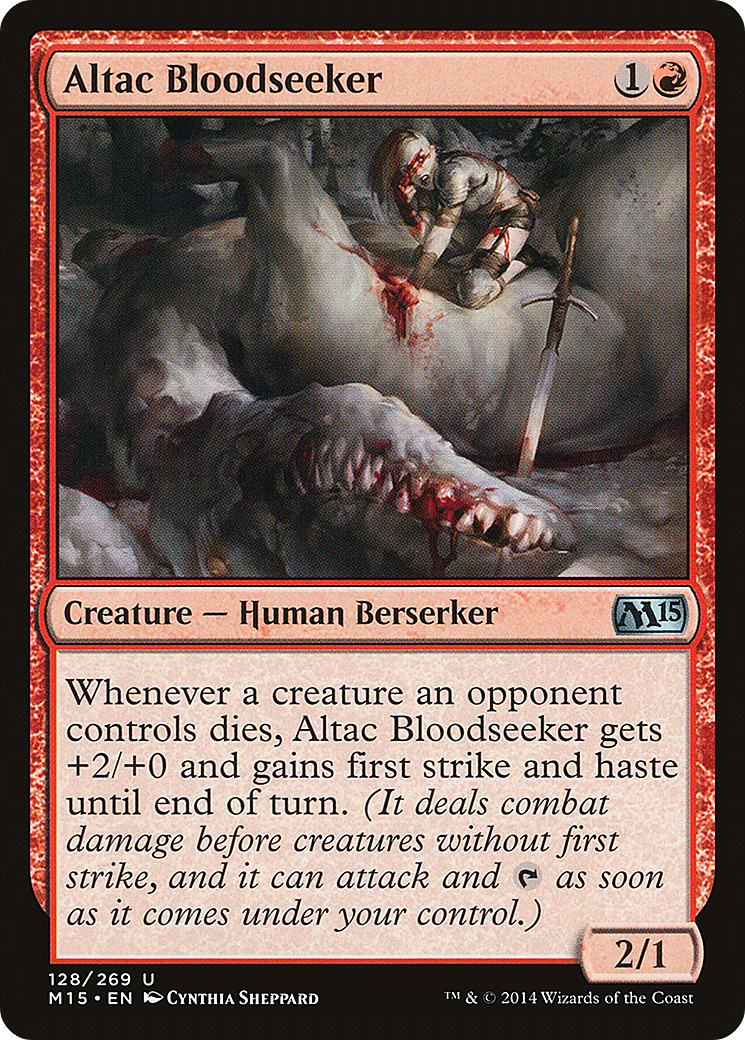 Altac Bloodseeker 1
Creature — Human Berserker M15
Whenever a creature an opponent
controls dies, Altac Bloodseeker gets
+2/+0 and gains first strike and haste
until end of turn. (It deals combat
damage before creatures without first
strike, and it can attack and as soon
as it comes under your control.)
2/1
128/269 U
M15 • EN Cynthia Sheppard
™ & © 2014 Wizards of the Coast